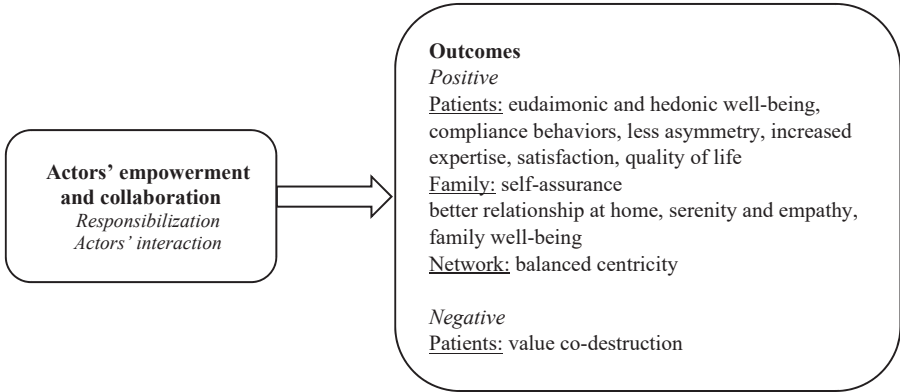 Actors’ empowerment
and collaboration
Responsibilization
Actors’ interaction
Outcomes
Positive
Patients: eudaimonic and hedonic well-being,
compliance behaviors, less asymmetry, increased
expertise, satisfaction, quality of life
Family: self-assurance
better relationship at home, serenity and empathy,
family well-being
Network: balanced centricity
Negative
Patients: value co-destruction